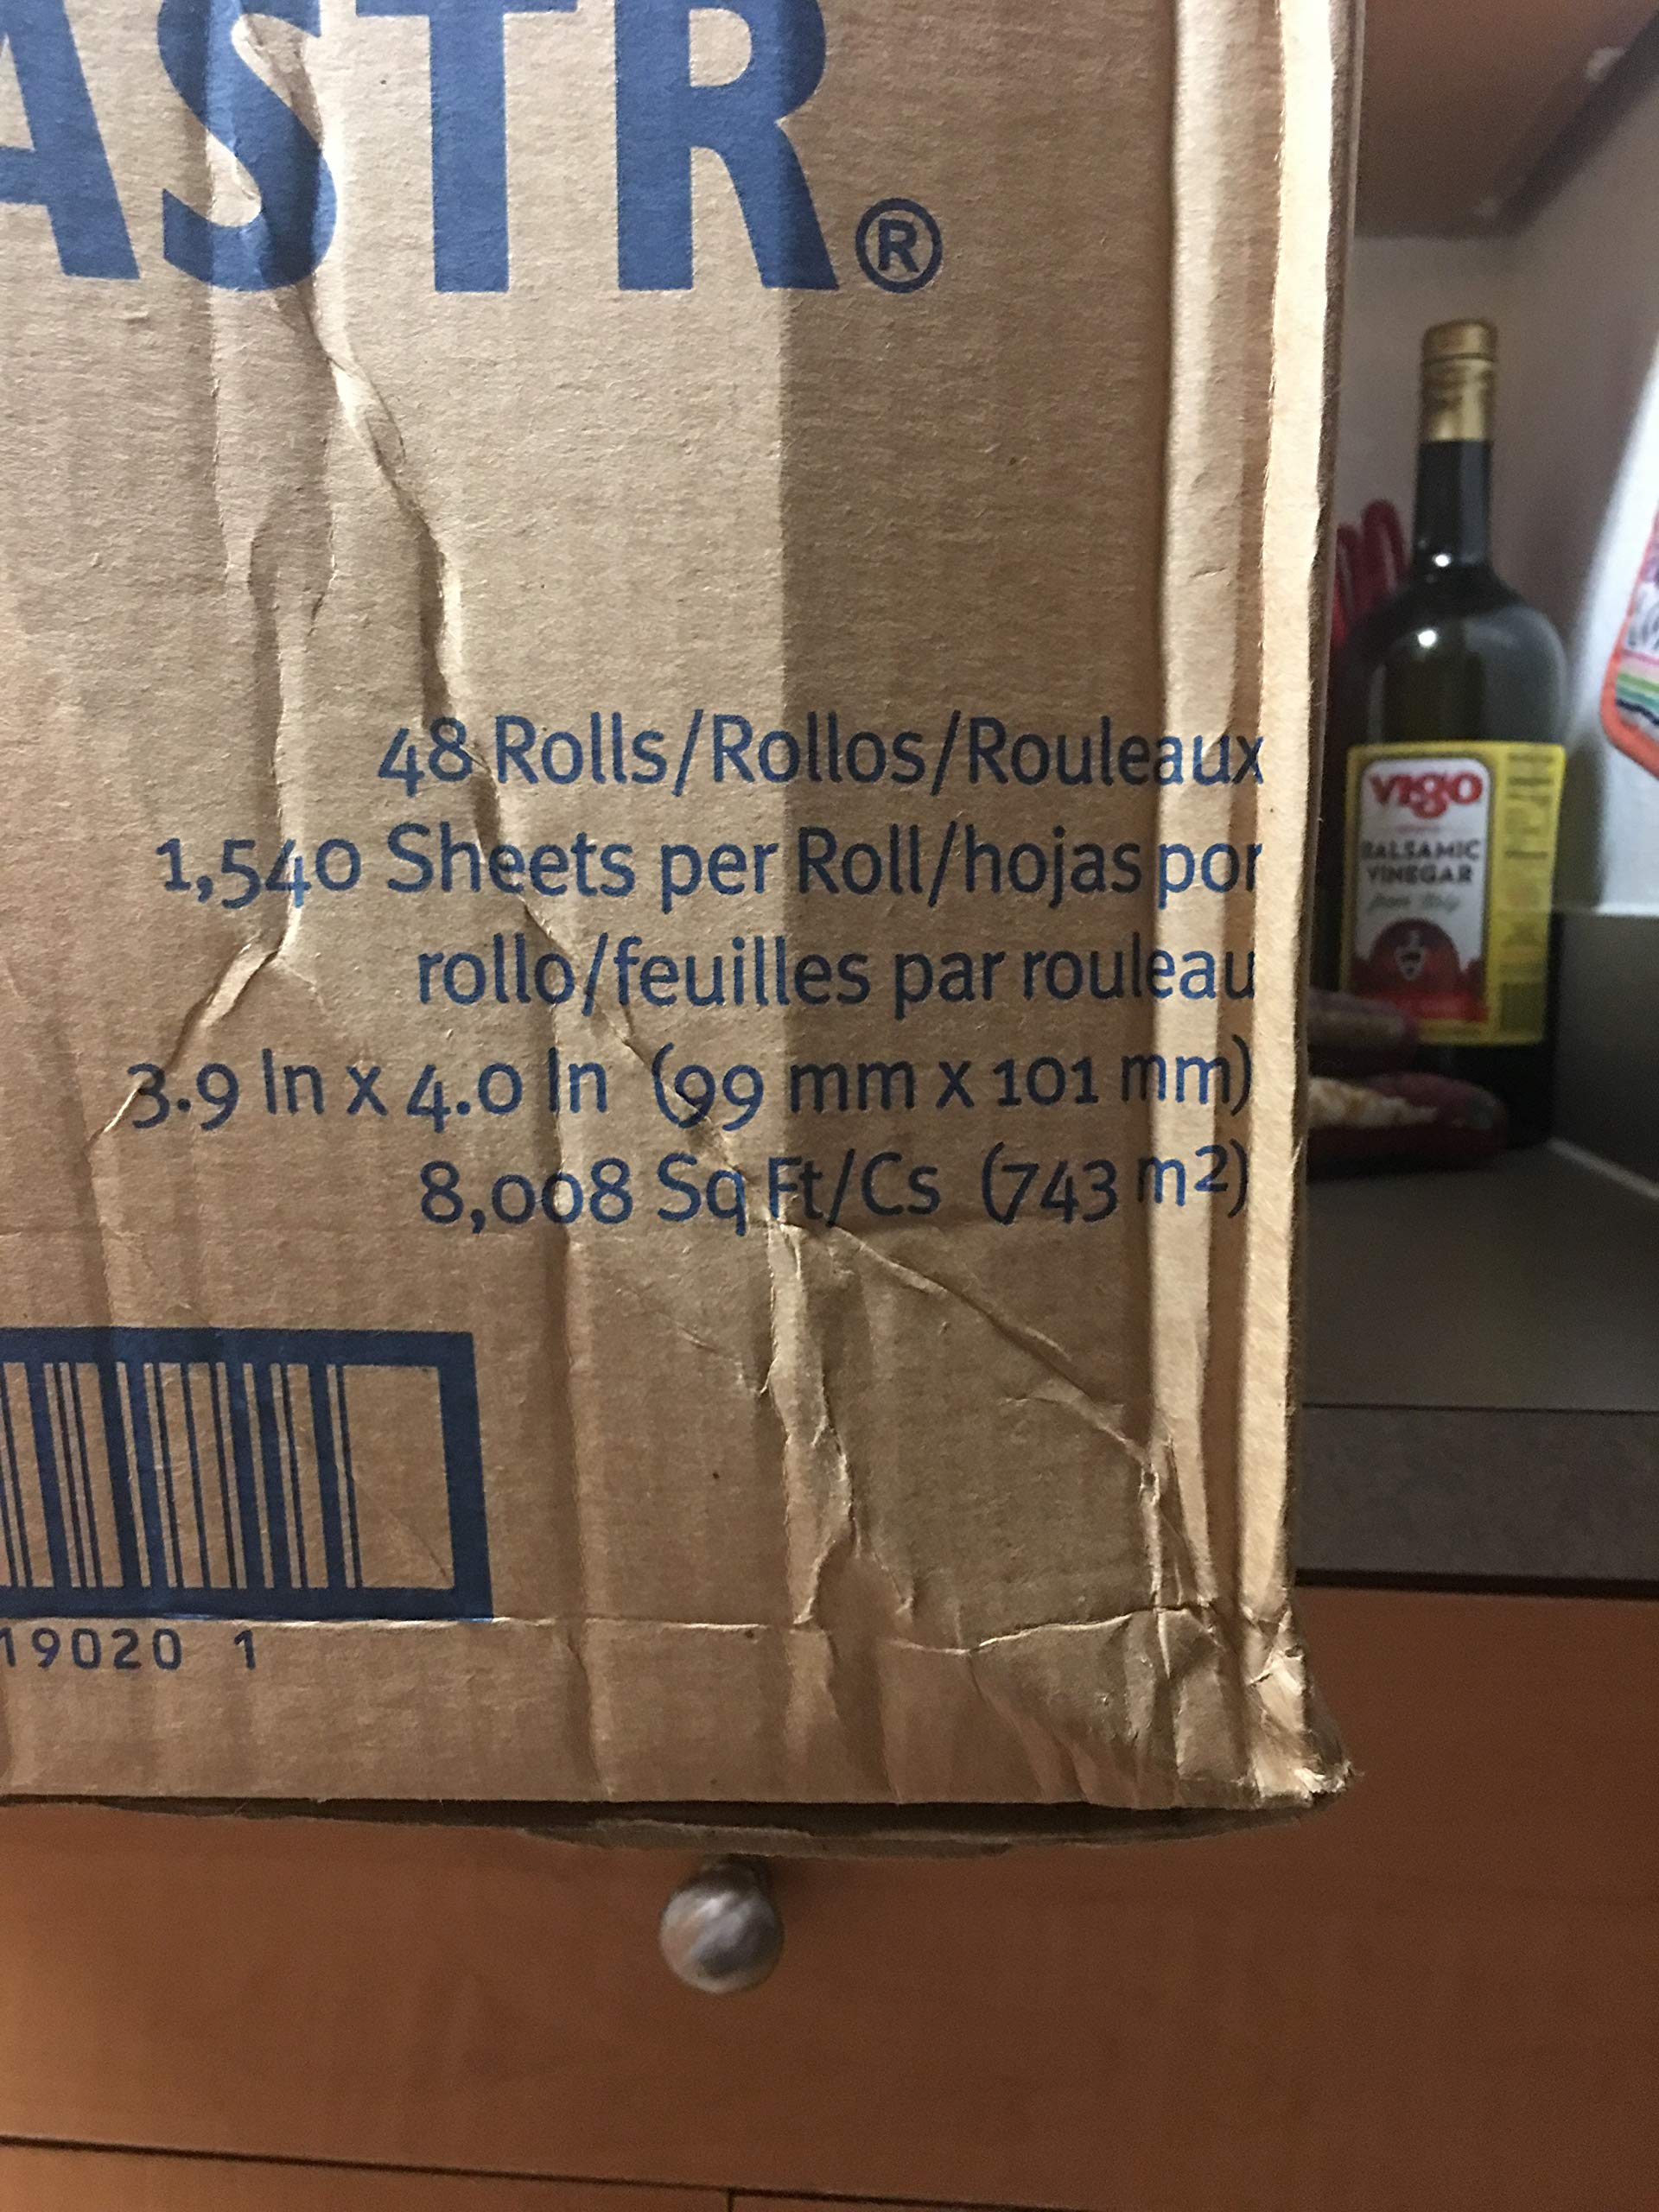 ASTR®
48 Rolls/Rollos/Rouleaux
1,540 Sheets per Roll/hojas por
rollo/feuilles par rouleau
3.9 In x 4.0 In (99 mm x 101 mm)
8,008 Sq Ft/Cs (743 m2)
19020 1
vigo
BALSAMIC
VINEGAR
from Italy